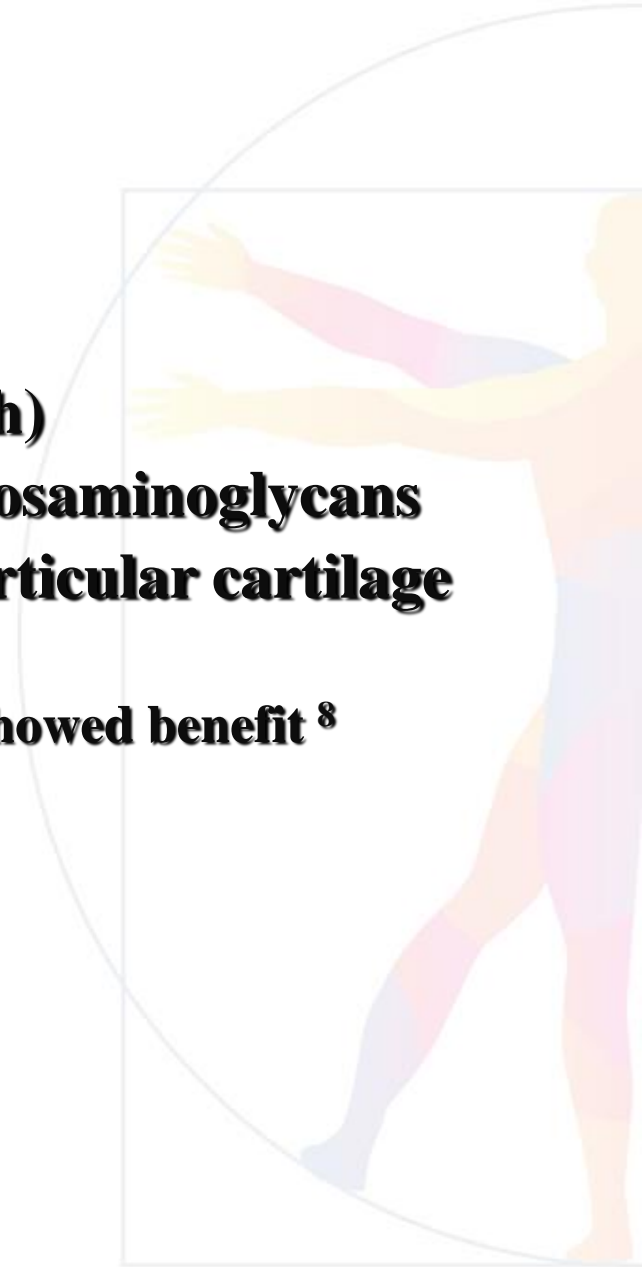 h)
osaminoglycans
rticular cartilage
howed benefit 8